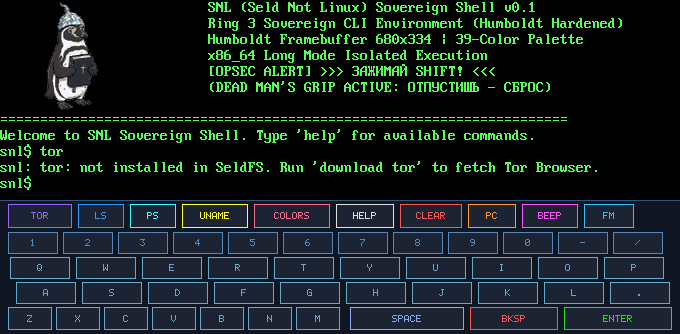 SNL (Seld Not Linux) Sovereign Shell v0.1
Ring 3 Sovereign CLI Environment (Humboldt Hardened)
Humboldt Framebuffer 680x334 | 39-Color Palette
x86_64 Long Mode Isolated Execution
[OPSEC ALERT] >>> ЗАЖИМАЙ SHIFT! <<<
(DEAD MAN'S GRIP ACTIVE: ОТПУСТИШЬ - СБРОС)
=======================================================================
Welcome to SNL Sovereign Shell. Type 'help' for available commands.
snl$ tor
snl: tor: not installed in SeldFS. Run 'download tor' to fetch Tor Browser.
snl$
TOR LS PS UNAME COLORS HELP CLEAR PC BEEP FM
1 2 3 4 5 6 7 8 9 0 - /
Q W E R T Y U I O P
A S D F G H J K L .
Z X C V B N M SPACE BKSP ENTER